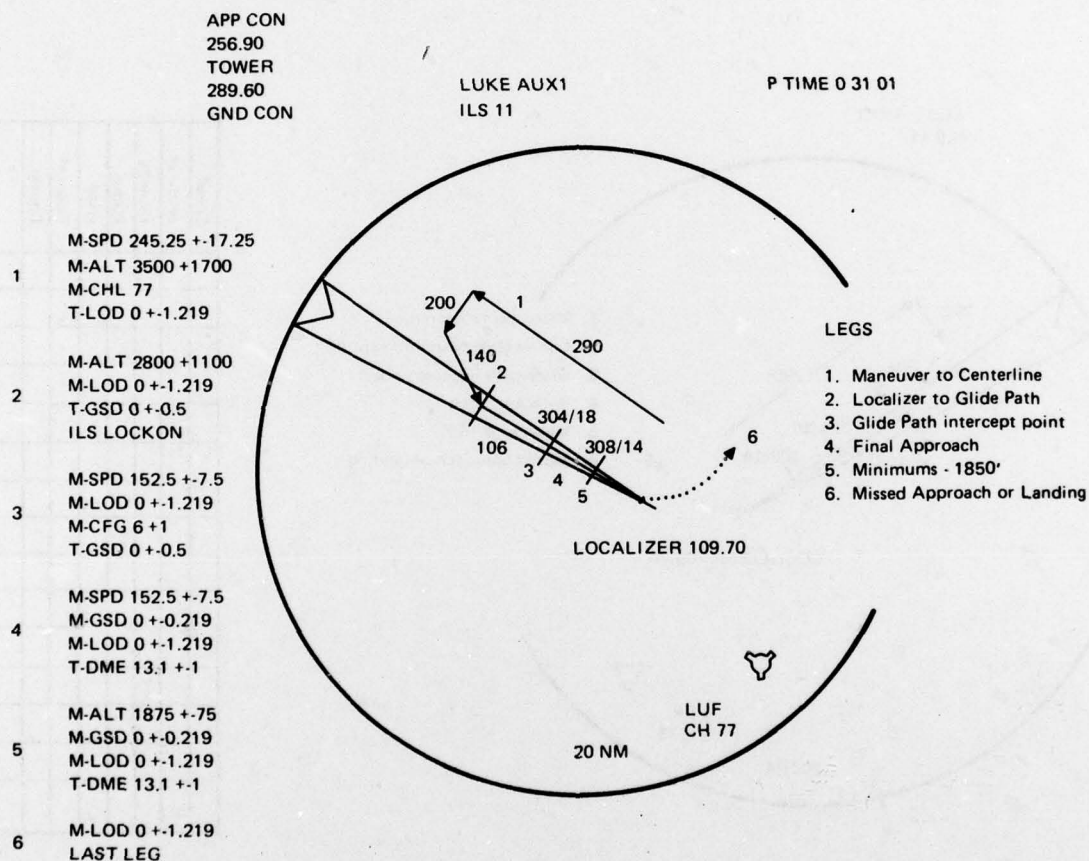 APP CON
256.90
TOWER
289.60
GND CON
LUKE AUX1
ILS 11
P TIME 0 31 01
1
M-SPD 245.25 +-17.25
M-ALT 3500 +1700
M-CHL 77
T-LOD 0 +-1.219
2
M-ALT 2800 +1100
M-LOD 0 +-1.219
T-GSD 0 +-0.5
ILS LOCKON
3
M-SPD 152.5 +-7.5
M-LOD 0 +-1.219
M-CFG 6 +1
T-GSD 0 +-0.5
4
M-SPD 152.5 +-7.5
M-GSD 0 +-0.219
M-LOD 0 +-1.219
T-DME 13.1 +-1
5
M-ALT 1875 +-75
M-GSD 0 +-0.219
M-LOD 0 +-1.219
T-DME 13.1 +-1
6
M-LOD 0 +-1.219
LAST LEG
200
1
290
140
2
304/18
106
308/14
3
4
5
6
LOCALIZER 109.70
LUF
CH 77
20 NM
LEGS
1. Maneuver to Centerline
2. Localizer to Glide Path
3. Glide Path intercept point
4. Final Approach
5. Minimums - 1850'
6. Missed Approach or Landing